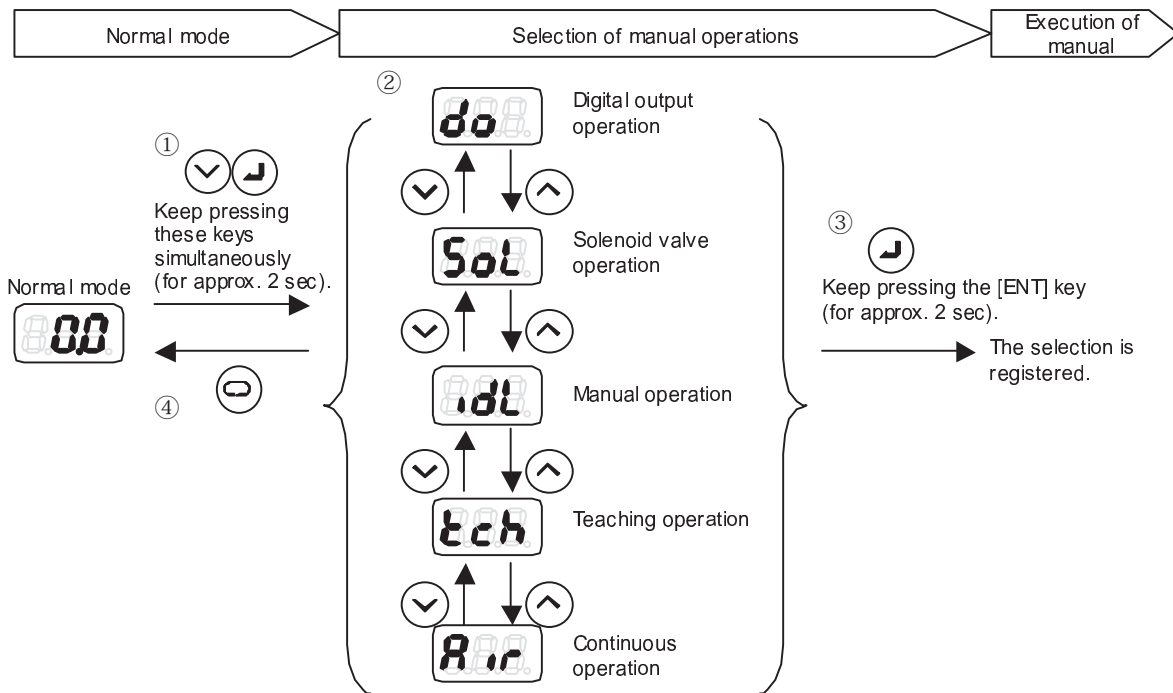 Normal mode
Selection of manual operations
Execution of
manual
①
Keep pressing
these keys
simultaneously
(for approx. 2 sec).
Normal mode
0.0
④
②
do
Digital output
operation
SoL
Solenoid valve
operation
idL
Manual operation
tch
Teaching operation
Air
Continuous
operation
③
Keep pressing the [ENT] key
(for approx. 2 sec).
The selection is
registered.